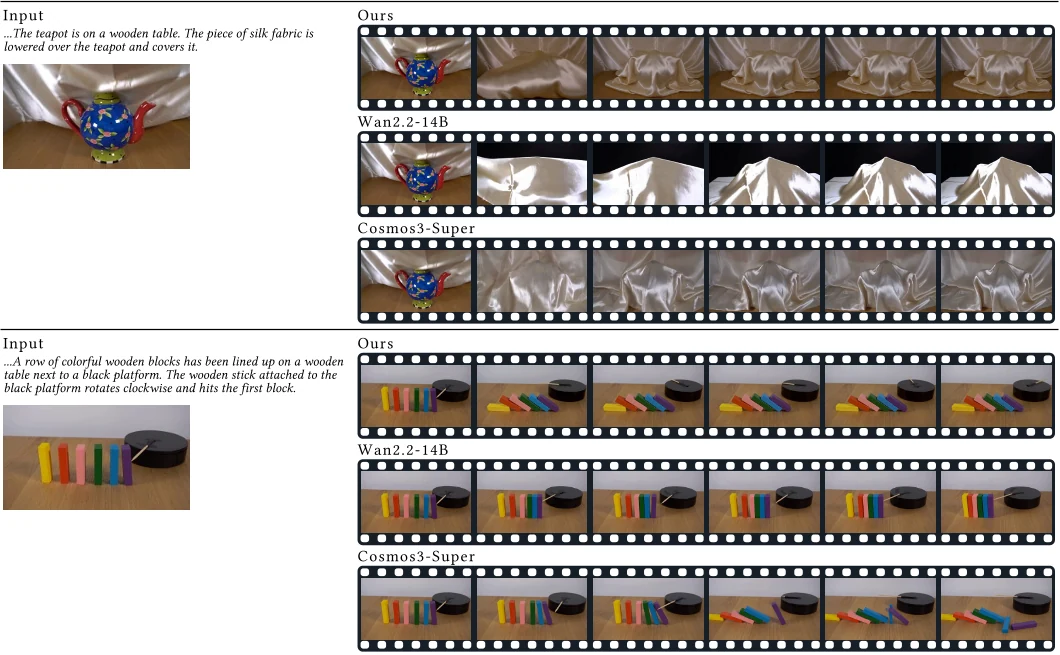 Input
...The teapot is on a wooden table. The piece of silk fabric is
lowered over the teapot and covers it.
Ours
Wan2.2-14B
Cosmos3-Super
Input
...A row of colorful wooden blocks has been lined up on a wooden
table next to a black platform. The wooden stick attached to the
black platform rotates clockwise and hits the first block.
Ours
Wan2.2-14B
Cosmos3-Super